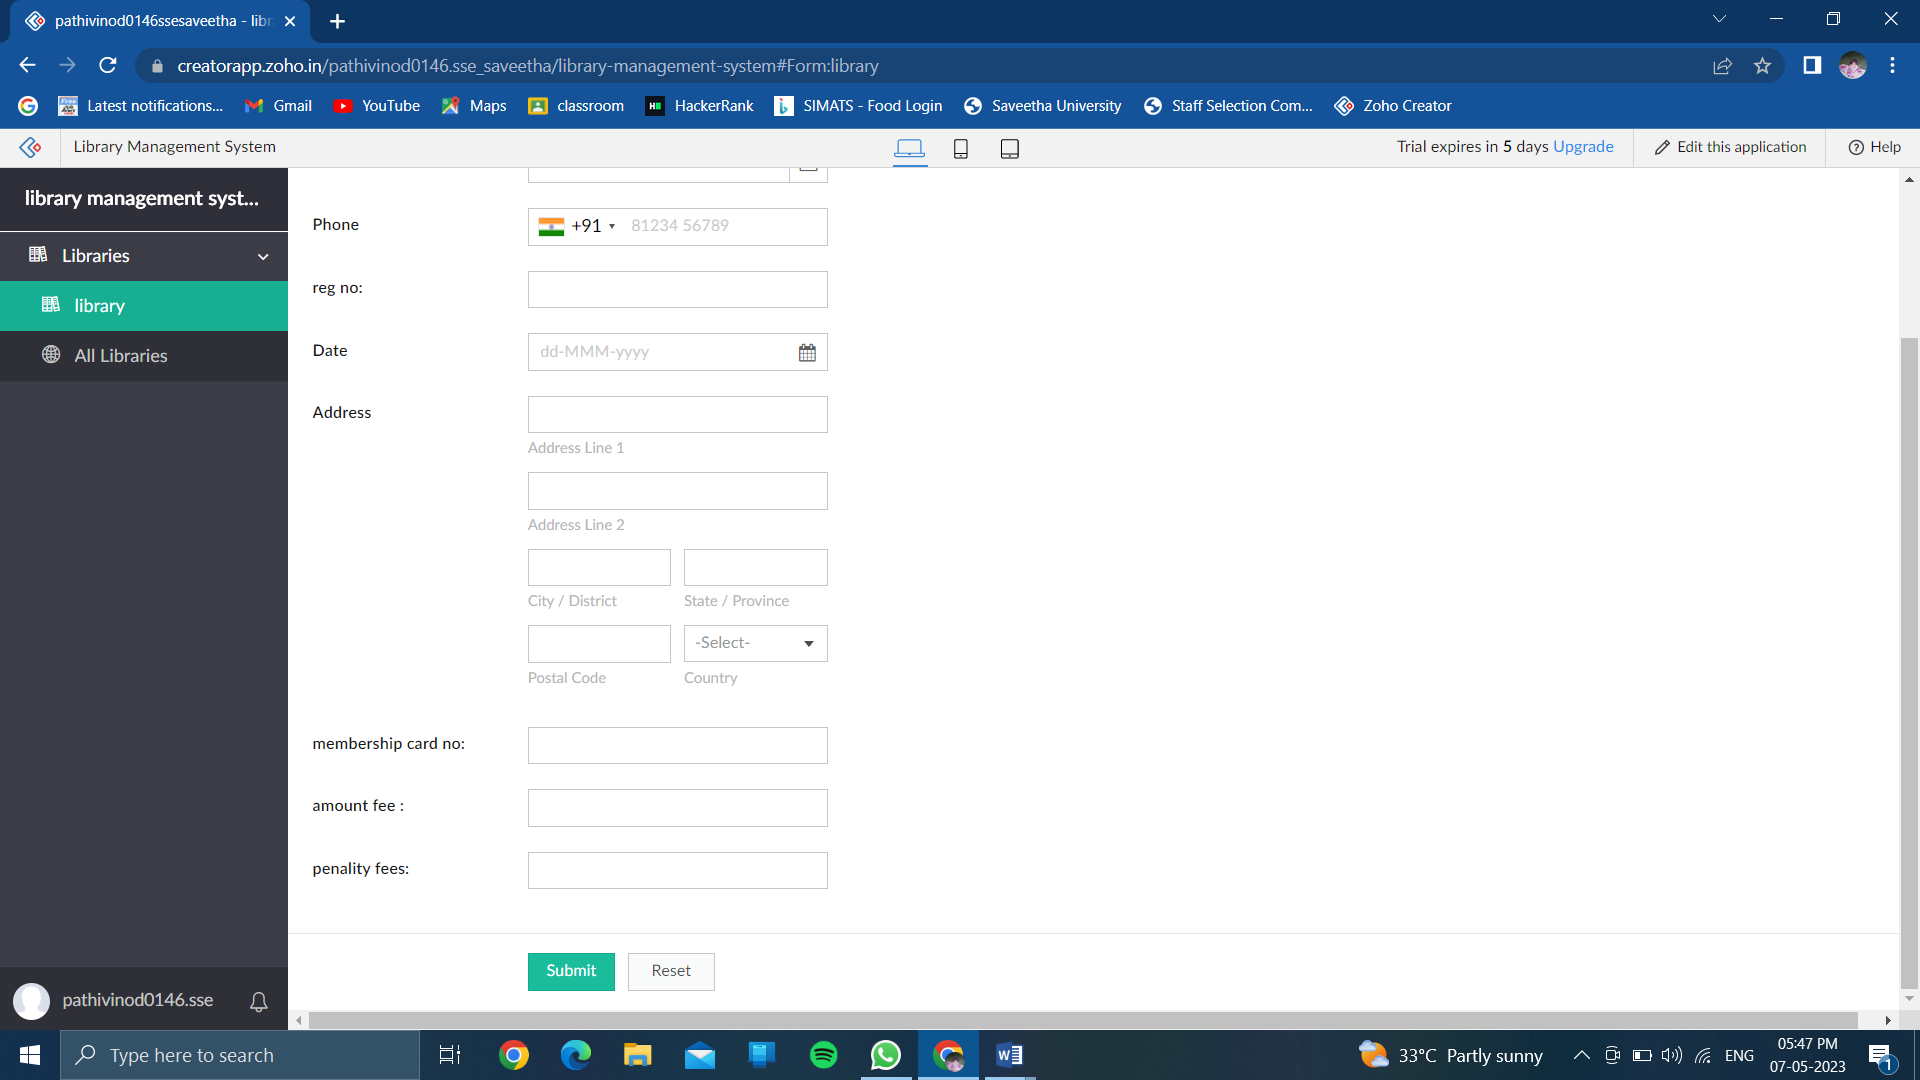 pathivinod0146ssesaveetha - libr
creatorapp.zoho.in/pathivinod0146.sse_saveetha/library-management-system#Form:library
Latest notifications... Gmail YouTube Maps classroom HackerRank SIMATS - Food Login Saveetha University Staff Selection Com... Zoho Creator
Library Management System Trial expires in 5 days Upgrade Edit this application Help
library management syst...
Libraries
library
All Libraries
Phone +91 81234 56789
reg no:
Date dd-MMM-yyyy
Address
Address Line 1
Address Line 2
City / District State / Province
-Select-
Postal Code Country
membership card no:
amount fee :
penality fees:
Submit Reset
pathivinod0146.sse
Type here to search 33°C Partly sunny ENG 05:47 PM
07-05-2023 1